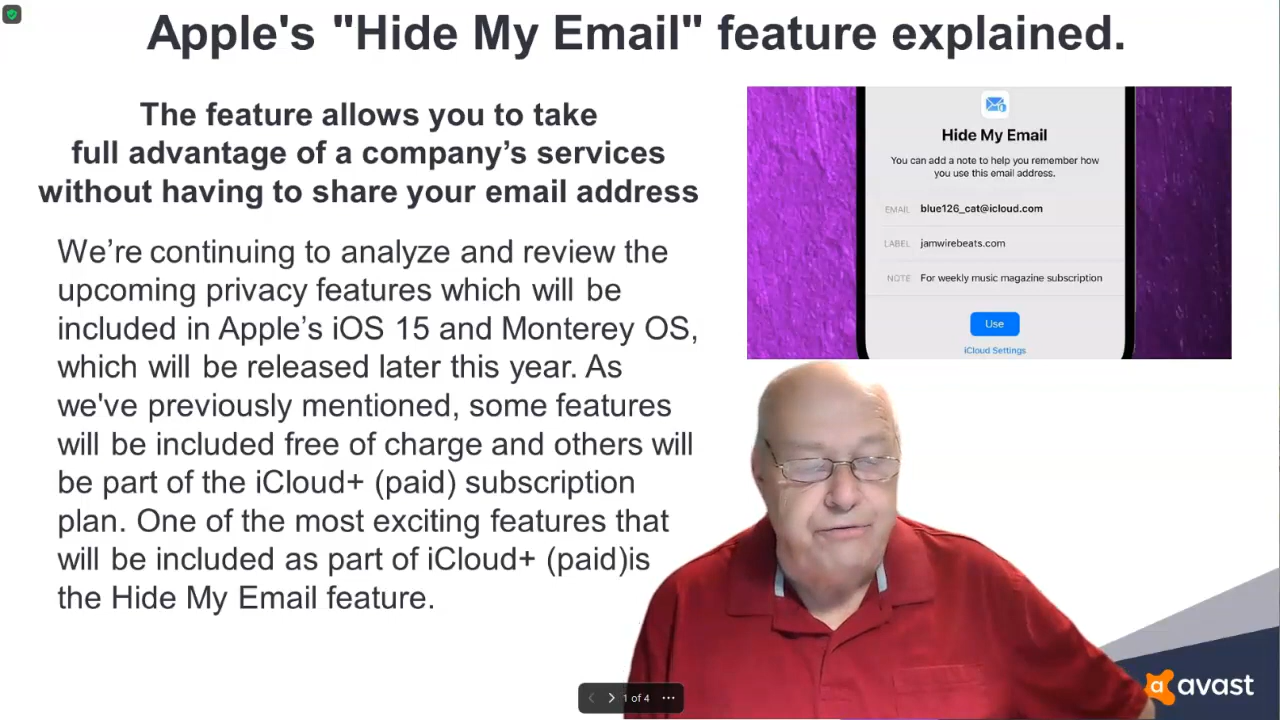 Apple's "Hide My Email" feature explained.
The feature allows you to take
full advantage of a company’s services
without having to share your email address
We’re continuing to analyze and review the
upcoming privacy features which will be
included in Apple’s iOS 15 and Monterey OS,
which will be released later this year. As
we've previously mentioned, some features
will be included free of charge and others will
be part of the iCloud+ (paid) subscription
plan. One of the most exciting features that
will be included as part of iCloud+ (paid)is
the Hide My Email feature.
Hide My Email
You can add a note to help you remember how
you use this email address.
EMAIL blue126_cat@icloud.com
LABEL jamwirebeats.com
NOTE For weekly music magazine subscription
Use
iCloud Settings
1 of 4
avast